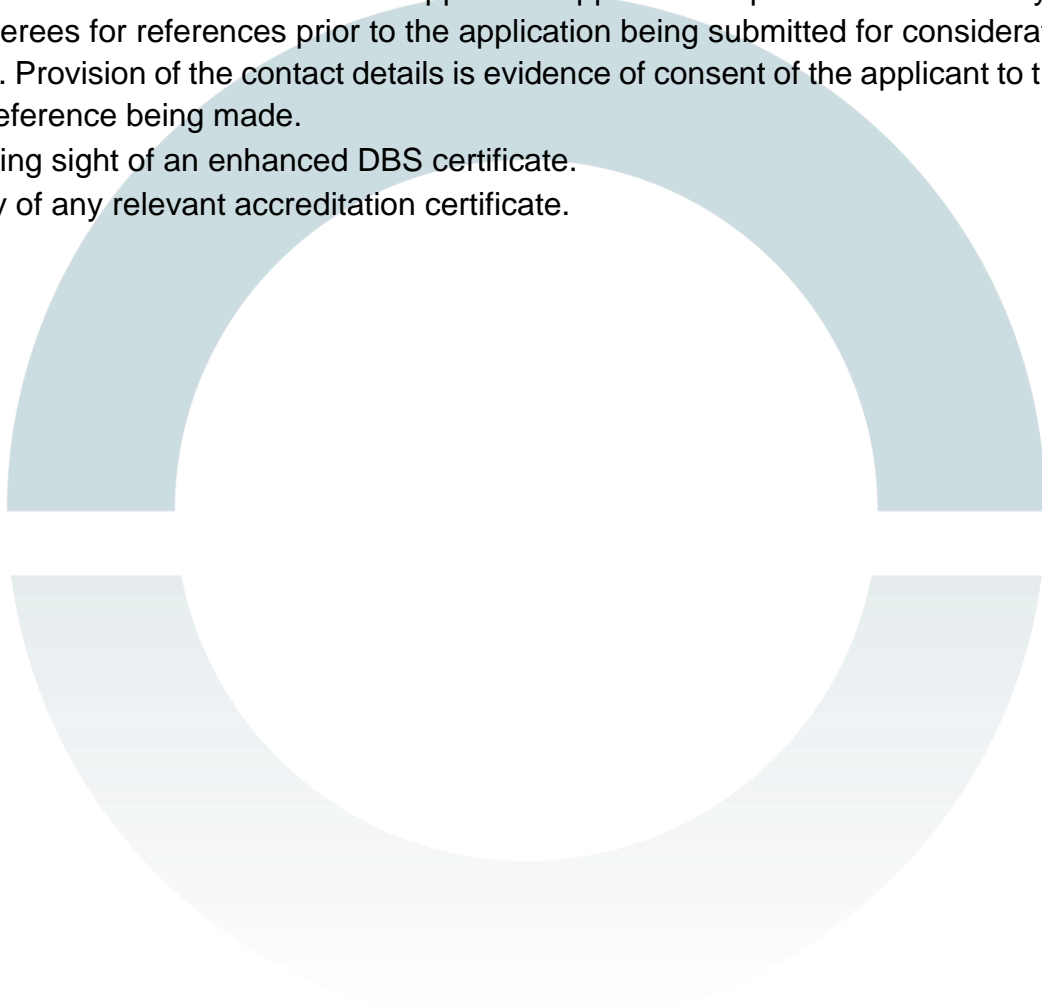 erees for references prior to the application being submitted for considerat
. Provision of the contact details is evidence of consent of the applicant to t
eference being made.
ing sight of an enhanced DBS certificate.
y of any relevant accreditation certificate.